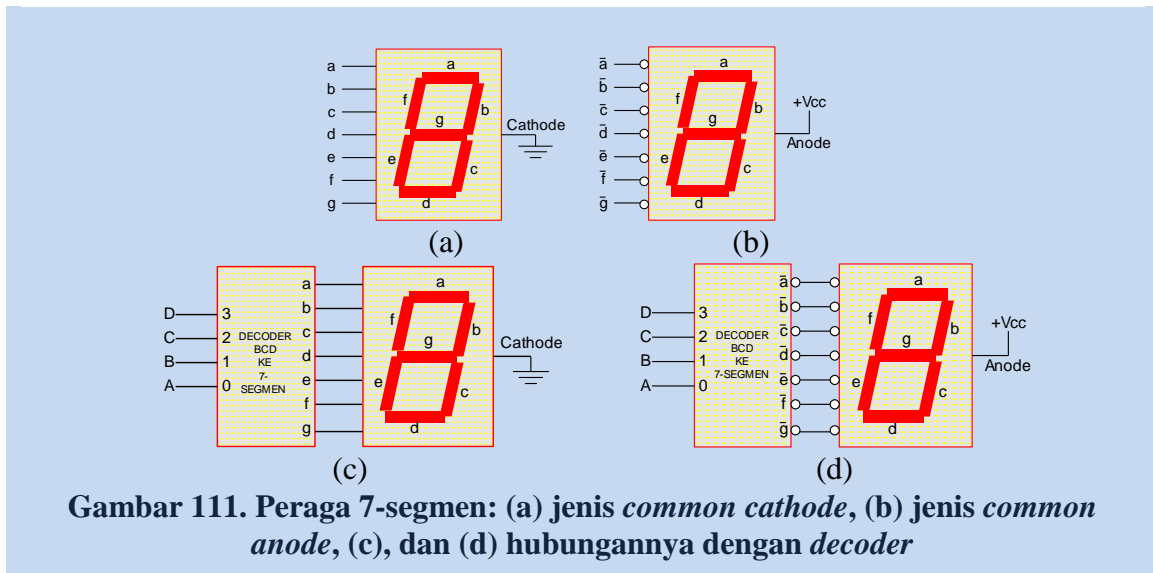 a
b
c
d
e
f
g
a
b
c
d
e
f
g
Cathode
(a)
a̅
b̅
c̅
d̅
e̅
f̅
g̅
a
b
c
d
e
f
g
+Vcc
Anode
(b)
D
C
B
A
3
2
1
0
DECODER
BCD
KE
7-
SEGMEN
a
b
c
d
e
f
g
a
b
c
d
e
f
g
Cathode
(c)
D
C
B
A
3
2
1
0
DECODER
BCD
KE
7-SEGMEN
a̅
b̅
c̅
d̅
e̅
f̅
g̅
a
b
c
d
e
f
g
+Vcc
Anode
(d)
Gambar 111. Peraga 7-segmen: (a) jenis common cathode, (b) jenis common
anode, (c), dan (d) hubungannya dengan decoder